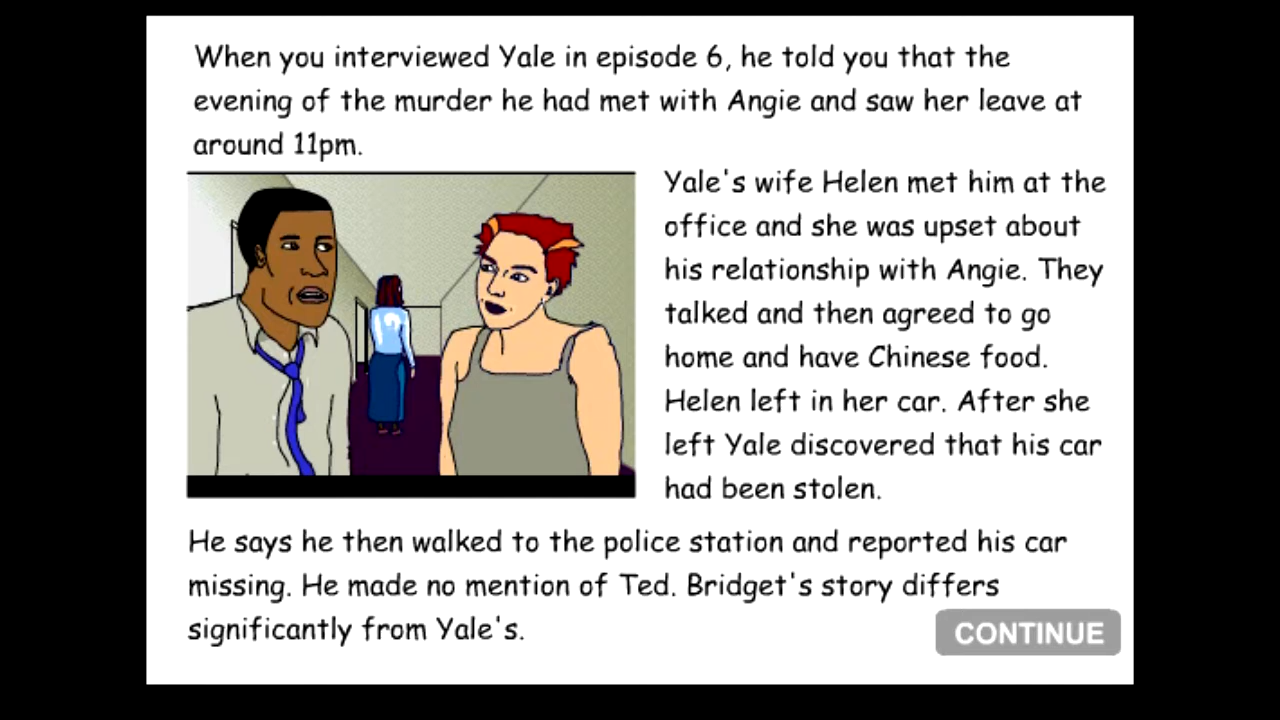 When you interviewed Yale in episode 6, he told you that the
evening of the murder he had met with Angie and saw her leave at
around 11pm.
Yale's wife Helen met him at the
office and she was upset about
his relationship with Angie. They
talked and then agreed to go
home and have Chinese food.
Helen left in her car. After she
left Yale discovered that his car
had been stolen.
He says he then walked to the police station and reported his car
missing. He made no mention of Ted. Bridget's story differs
significantly from Yale's.
CONTINUE